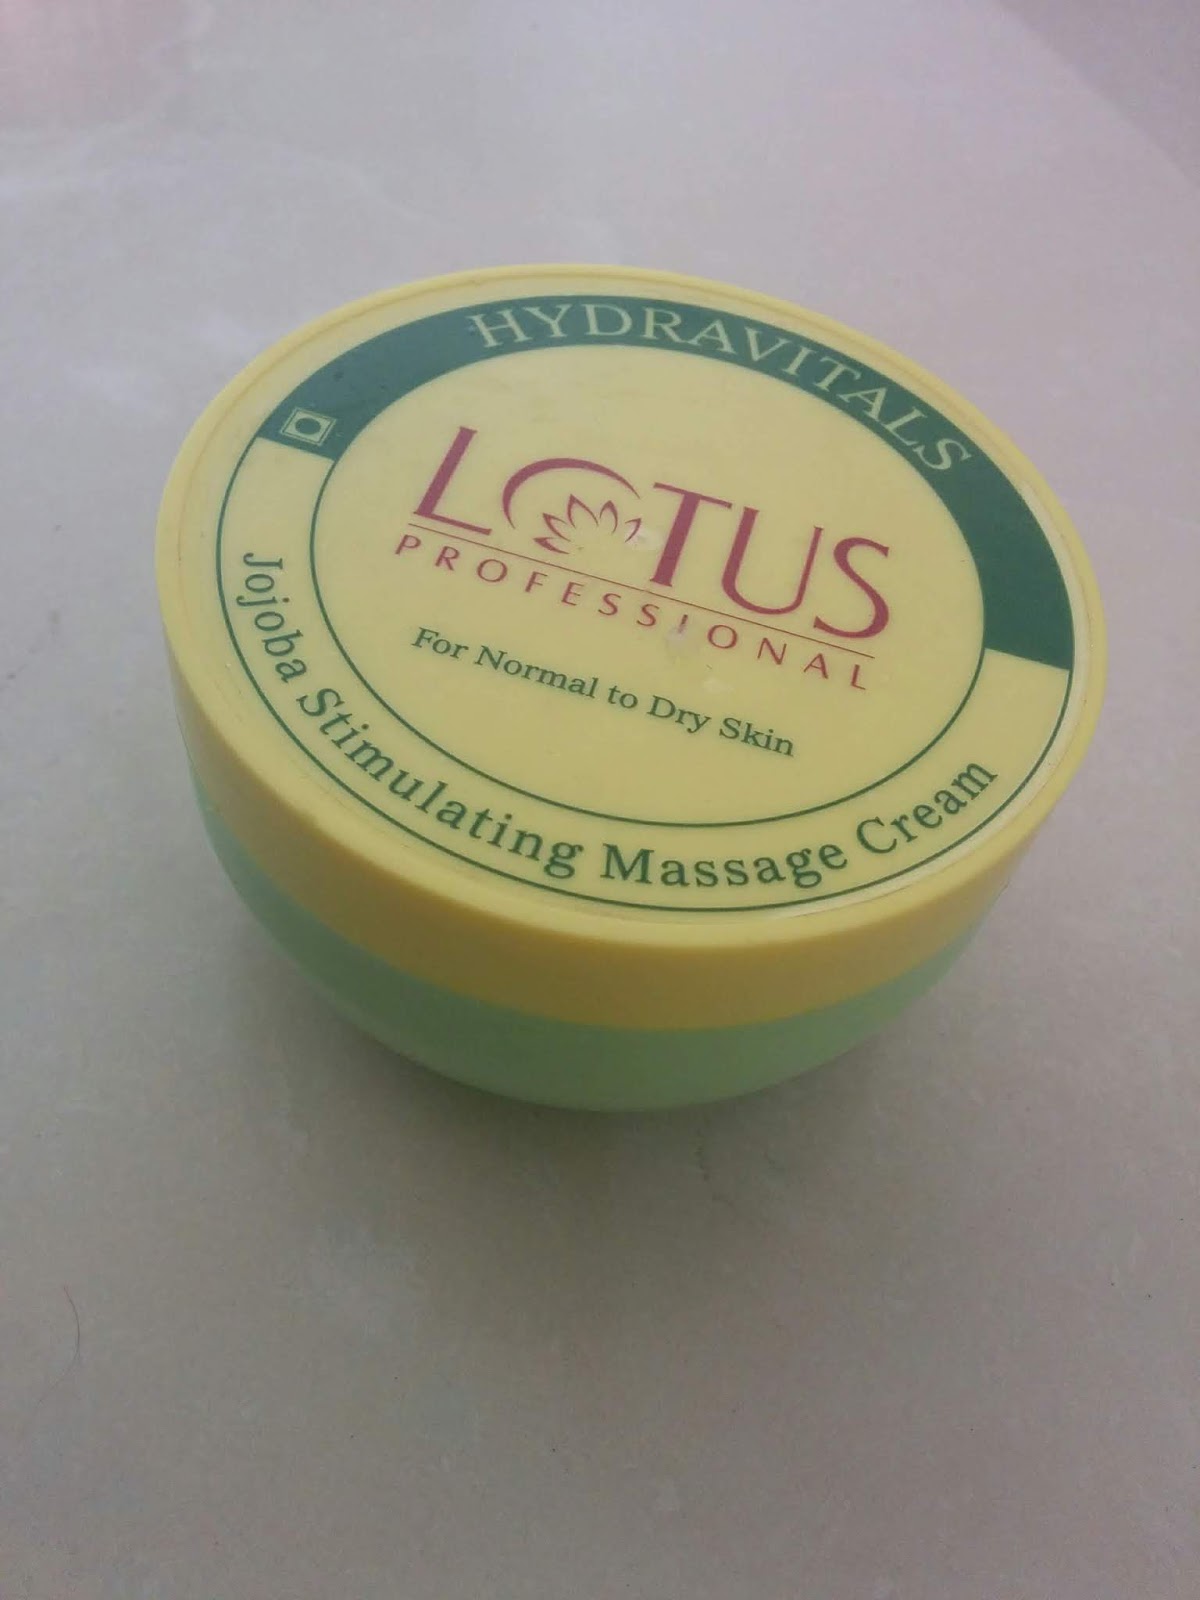 HYDRAVITALS
LOTUS
PROFESSIONAL
For Normal to Dry Skin
Jojoba Stimulating Massage Cream